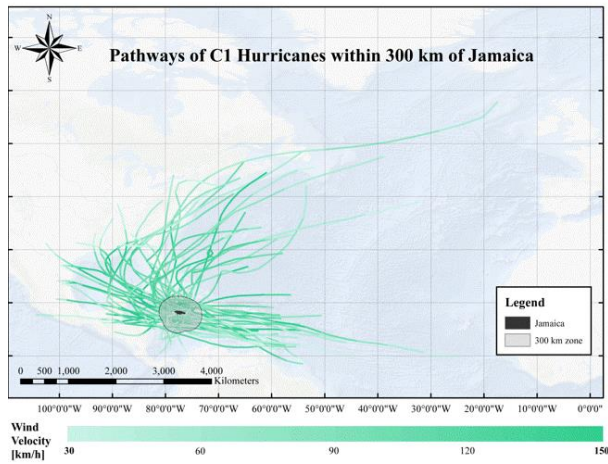 N
W E
S
Pathways of C1 Hurricanes within 300 km of Jamaica
Legend
Jamaica
300 km zone
0 500 1,000 2,000 3,000 4,000
Kilometers
100°0'0"W 90°0'0"W 80°0'0"W 70°0'0"W 60°0'0"W 50°0'0"W 40°0'0"W 30°0'0"W 20°0'0"W 10°0'0"W 0°0'0"
Wind
Velocity
[km/h]
30 60 90 120 150